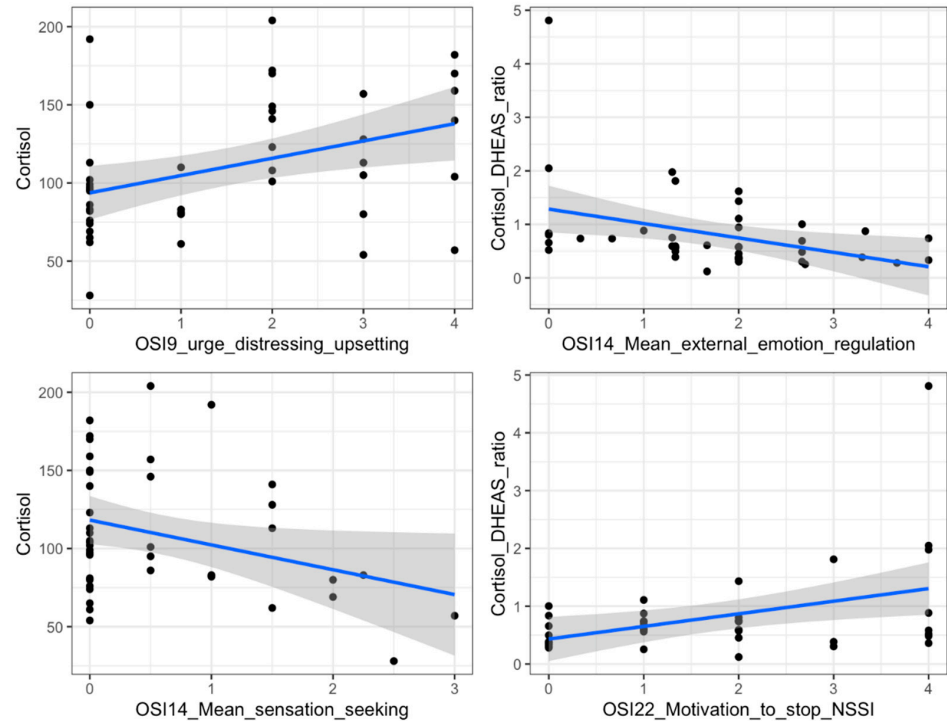 Cortisol
200
150
100
50
0 1 2 3 4
OSI9_urge_distressing_upsetting
Cortisol_DHEAS_ratio
5
4
3
2
1
0
0 1 2 3 4
OSI14_Mean_external_emotion_regulation
Cortisol
200
150
100
50
0 1 2 3
OSI14_Mean_sensation_seeking
Cortisol_DHEAS_ratio
5
4
3
2
1
0
0 1 2 3 4
OSI22_Motivation_to_stop_NSSI